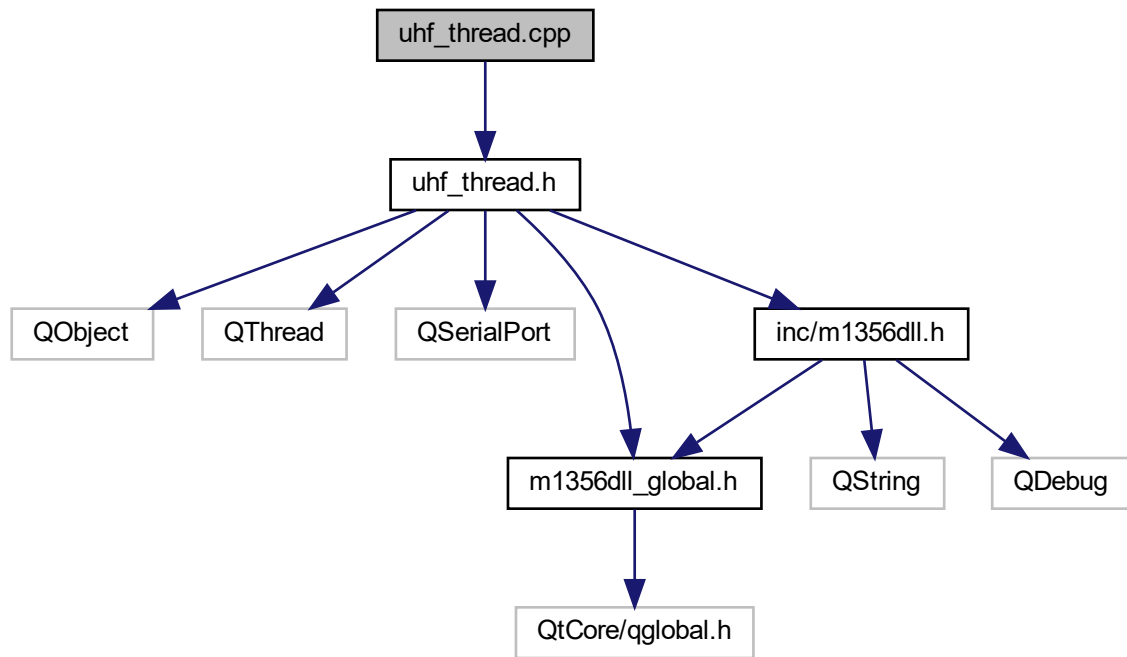 uhf_thread.cpp
uhf_thread.h
QObject
QThread
QSerialPort
inc/m1356dll.h
m1356dll_global.h
QString
QDebug
QtCore/qglobal.h